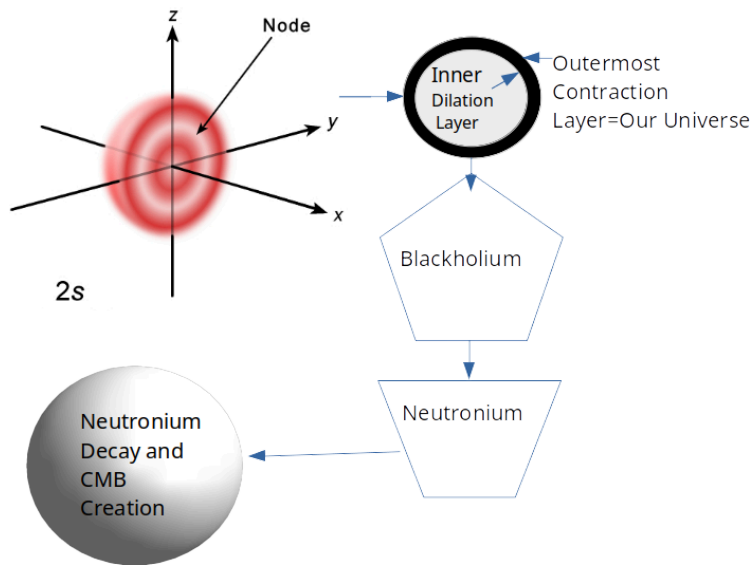 z
Node
y
x
2s
Inner
Dilation
Layer
Outermost
Contraction
Layer=Our Universe
Blackholium
Neutronium
Neutronium
Decay and
CMB
Creation